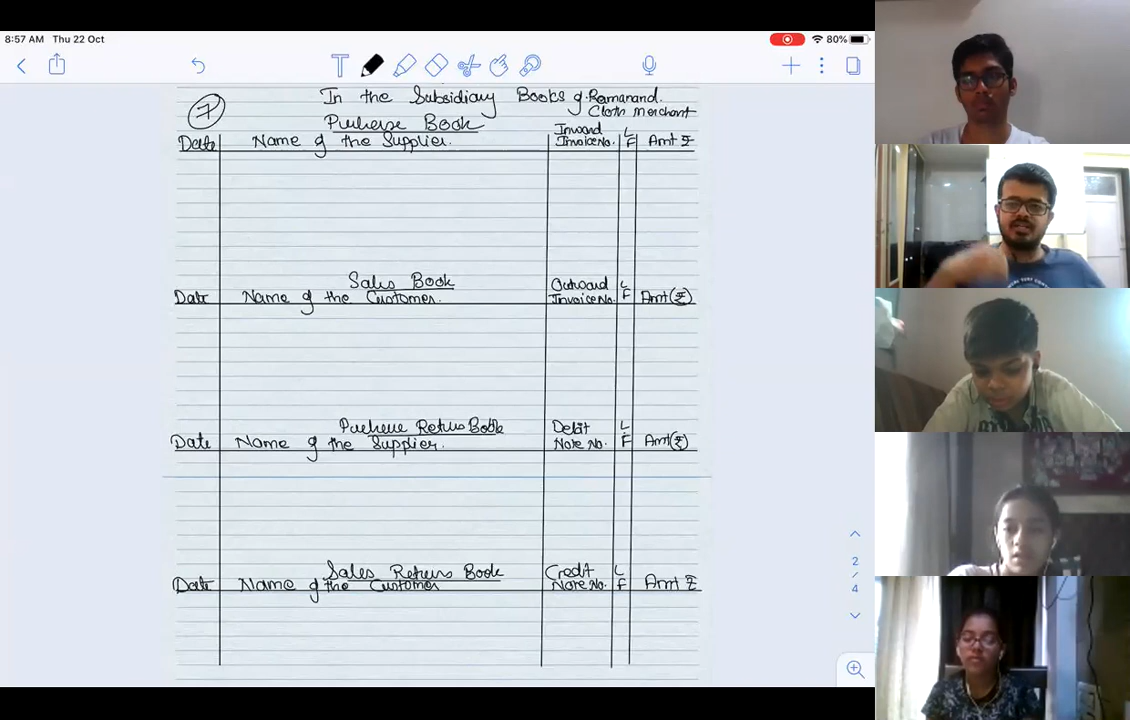 8:57 AM Thu 22 Oct
80%
7
In the Subsidiary Books of Ramanand
Cloth Merchant
Purchase Book
Date Name of the Supplier. Inward Invoice No. L F Amt ₹
Sales Book
Date Name of the Customer. Outward Invoice No. L F Amt (₹)
Purchase Return Book
Date Name of the Supplier. Debit Note No. L F Amt (₹)
Sales Return Book
Date Name of the Customer Credit Note No. L F Amt ₹
2
/
4